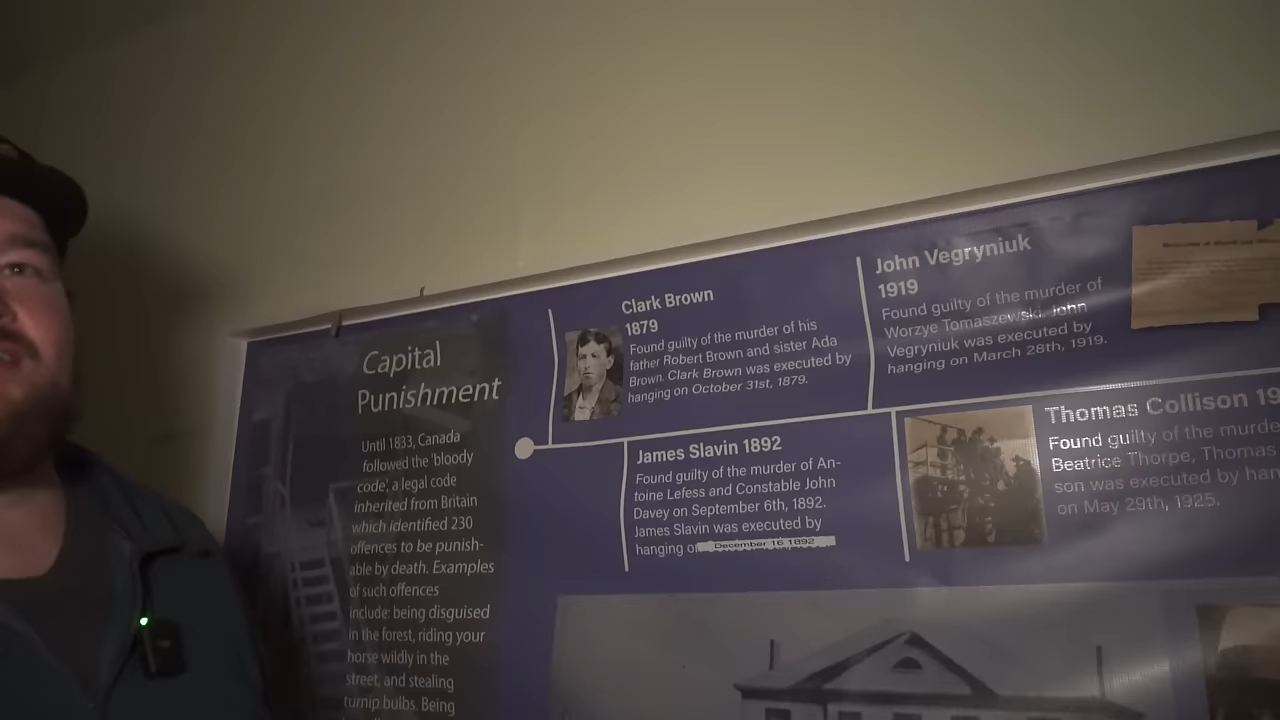 Capital
Punishment
Until 1833, Canada
followed the 'bloody
code', a legal code
inherited from Britain
which identified 230
offences to be punish-
able by death. Examples
of such offences
include: being disguised
in the forest, riding your
horse wildly in the
street, and stealing
turnip bulbs. Being
Clark Brown
1879
Found guilty of the murder of his
father Robert Brown and sister Ada
Brown. Clark Brown was executed by
hanging on October 31st, 1879.
James Slavin 1892
Found guilty of the murder of An-
toine Lefess and Constable John
Davey on September 6th, 1892.
James Slavin was executed by
hanging on December 16 1892
John Vegryniuk
1919
Found guilty of the murder of
Worzye Tomaszewski. John
Vegryniuk was executed by
hanging on March 28th, 1919.
Thomas Collison 19
Found guilty of the murde
Beatrice Thorpe, Thomas
son was executed by han
on May 29th, 1925.